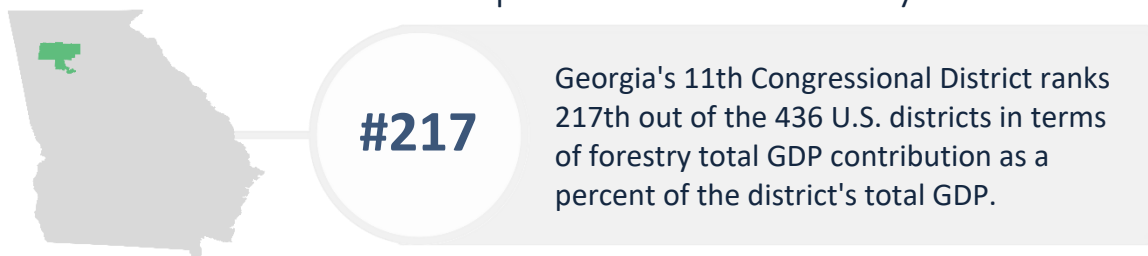 #217
Georgia's 11th Congressional District ranks
217th out of the 436 U.S. districts in terms
of forestry total GDP contribution as a
percent of the district's total GDP.